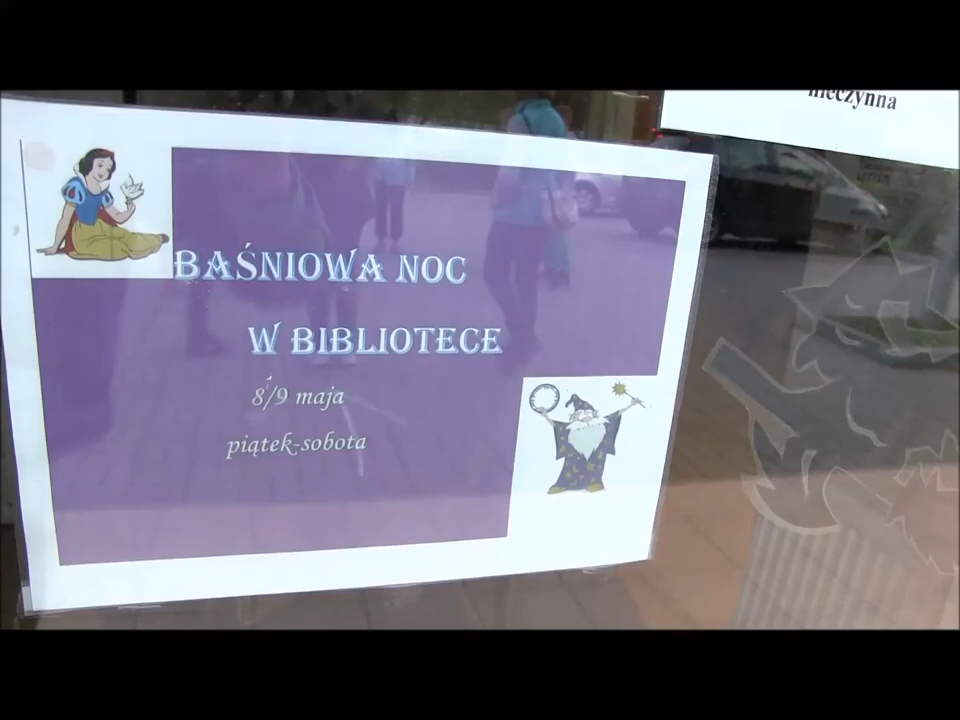 nieczynna
BAŚNIOWA NOC
W BIBLIOTECE
8/9 maja
piątek-sobota